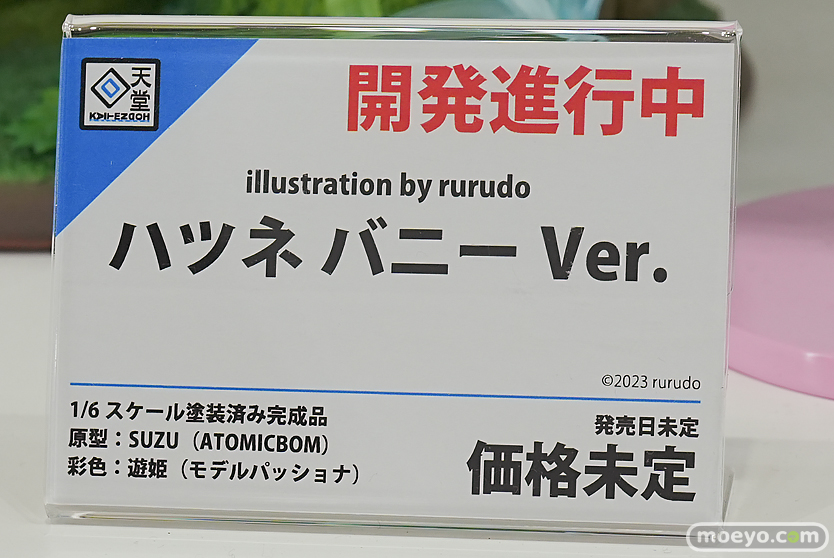 天堂
開発進行中
illustration by rurudo
ハツネ バニー Ver.
©2023 rurudo
1/6 スケール塗装済み完成品
原型：SUZU（ATOMICBOM）
彩色：遊姫（モデルパッショナ）
発売日未定
価格未定
moeyo.com